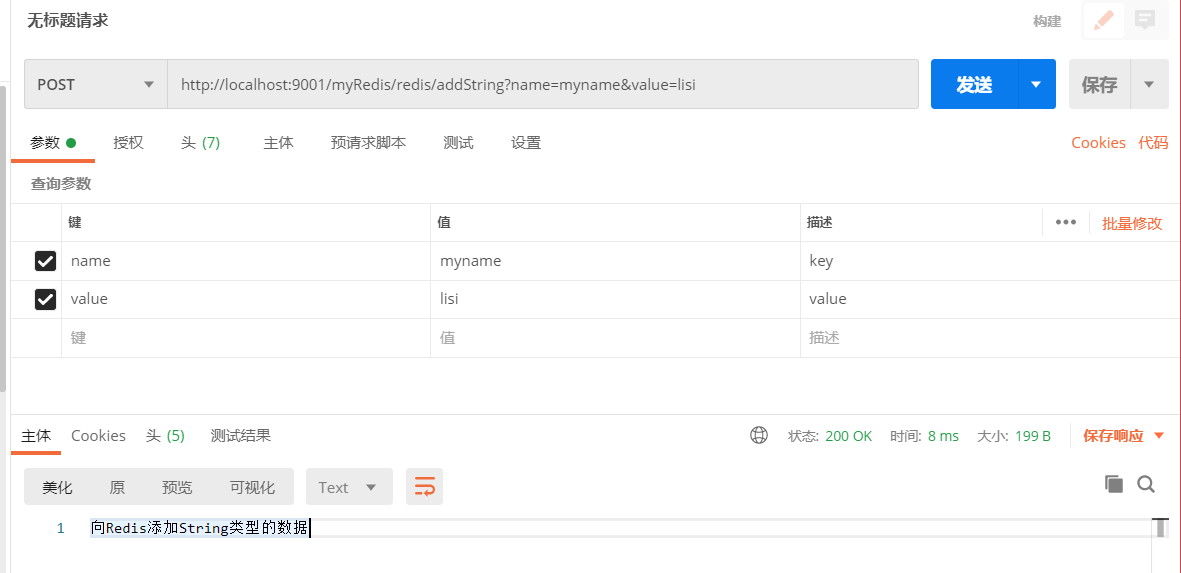 无标题请求 构建
POST http://localhost:9001/myRedis/redis/addString?name=myname&value=lisi 发送 保存
参数 授权 头 (7) 主体 预请求脚本 测试 设置 Cookies 代码
查询参数
键 值 描述 ••• 批量修改
name myname key
value lisi value
键 值 描述
主体 Cookies 头 (5) 测试结果 状态: 200 OK 时间: 8 ms 大小: 199 B 保存响应
美化 原 预览 可视化 Text
1 向Redis添加String类型的数据